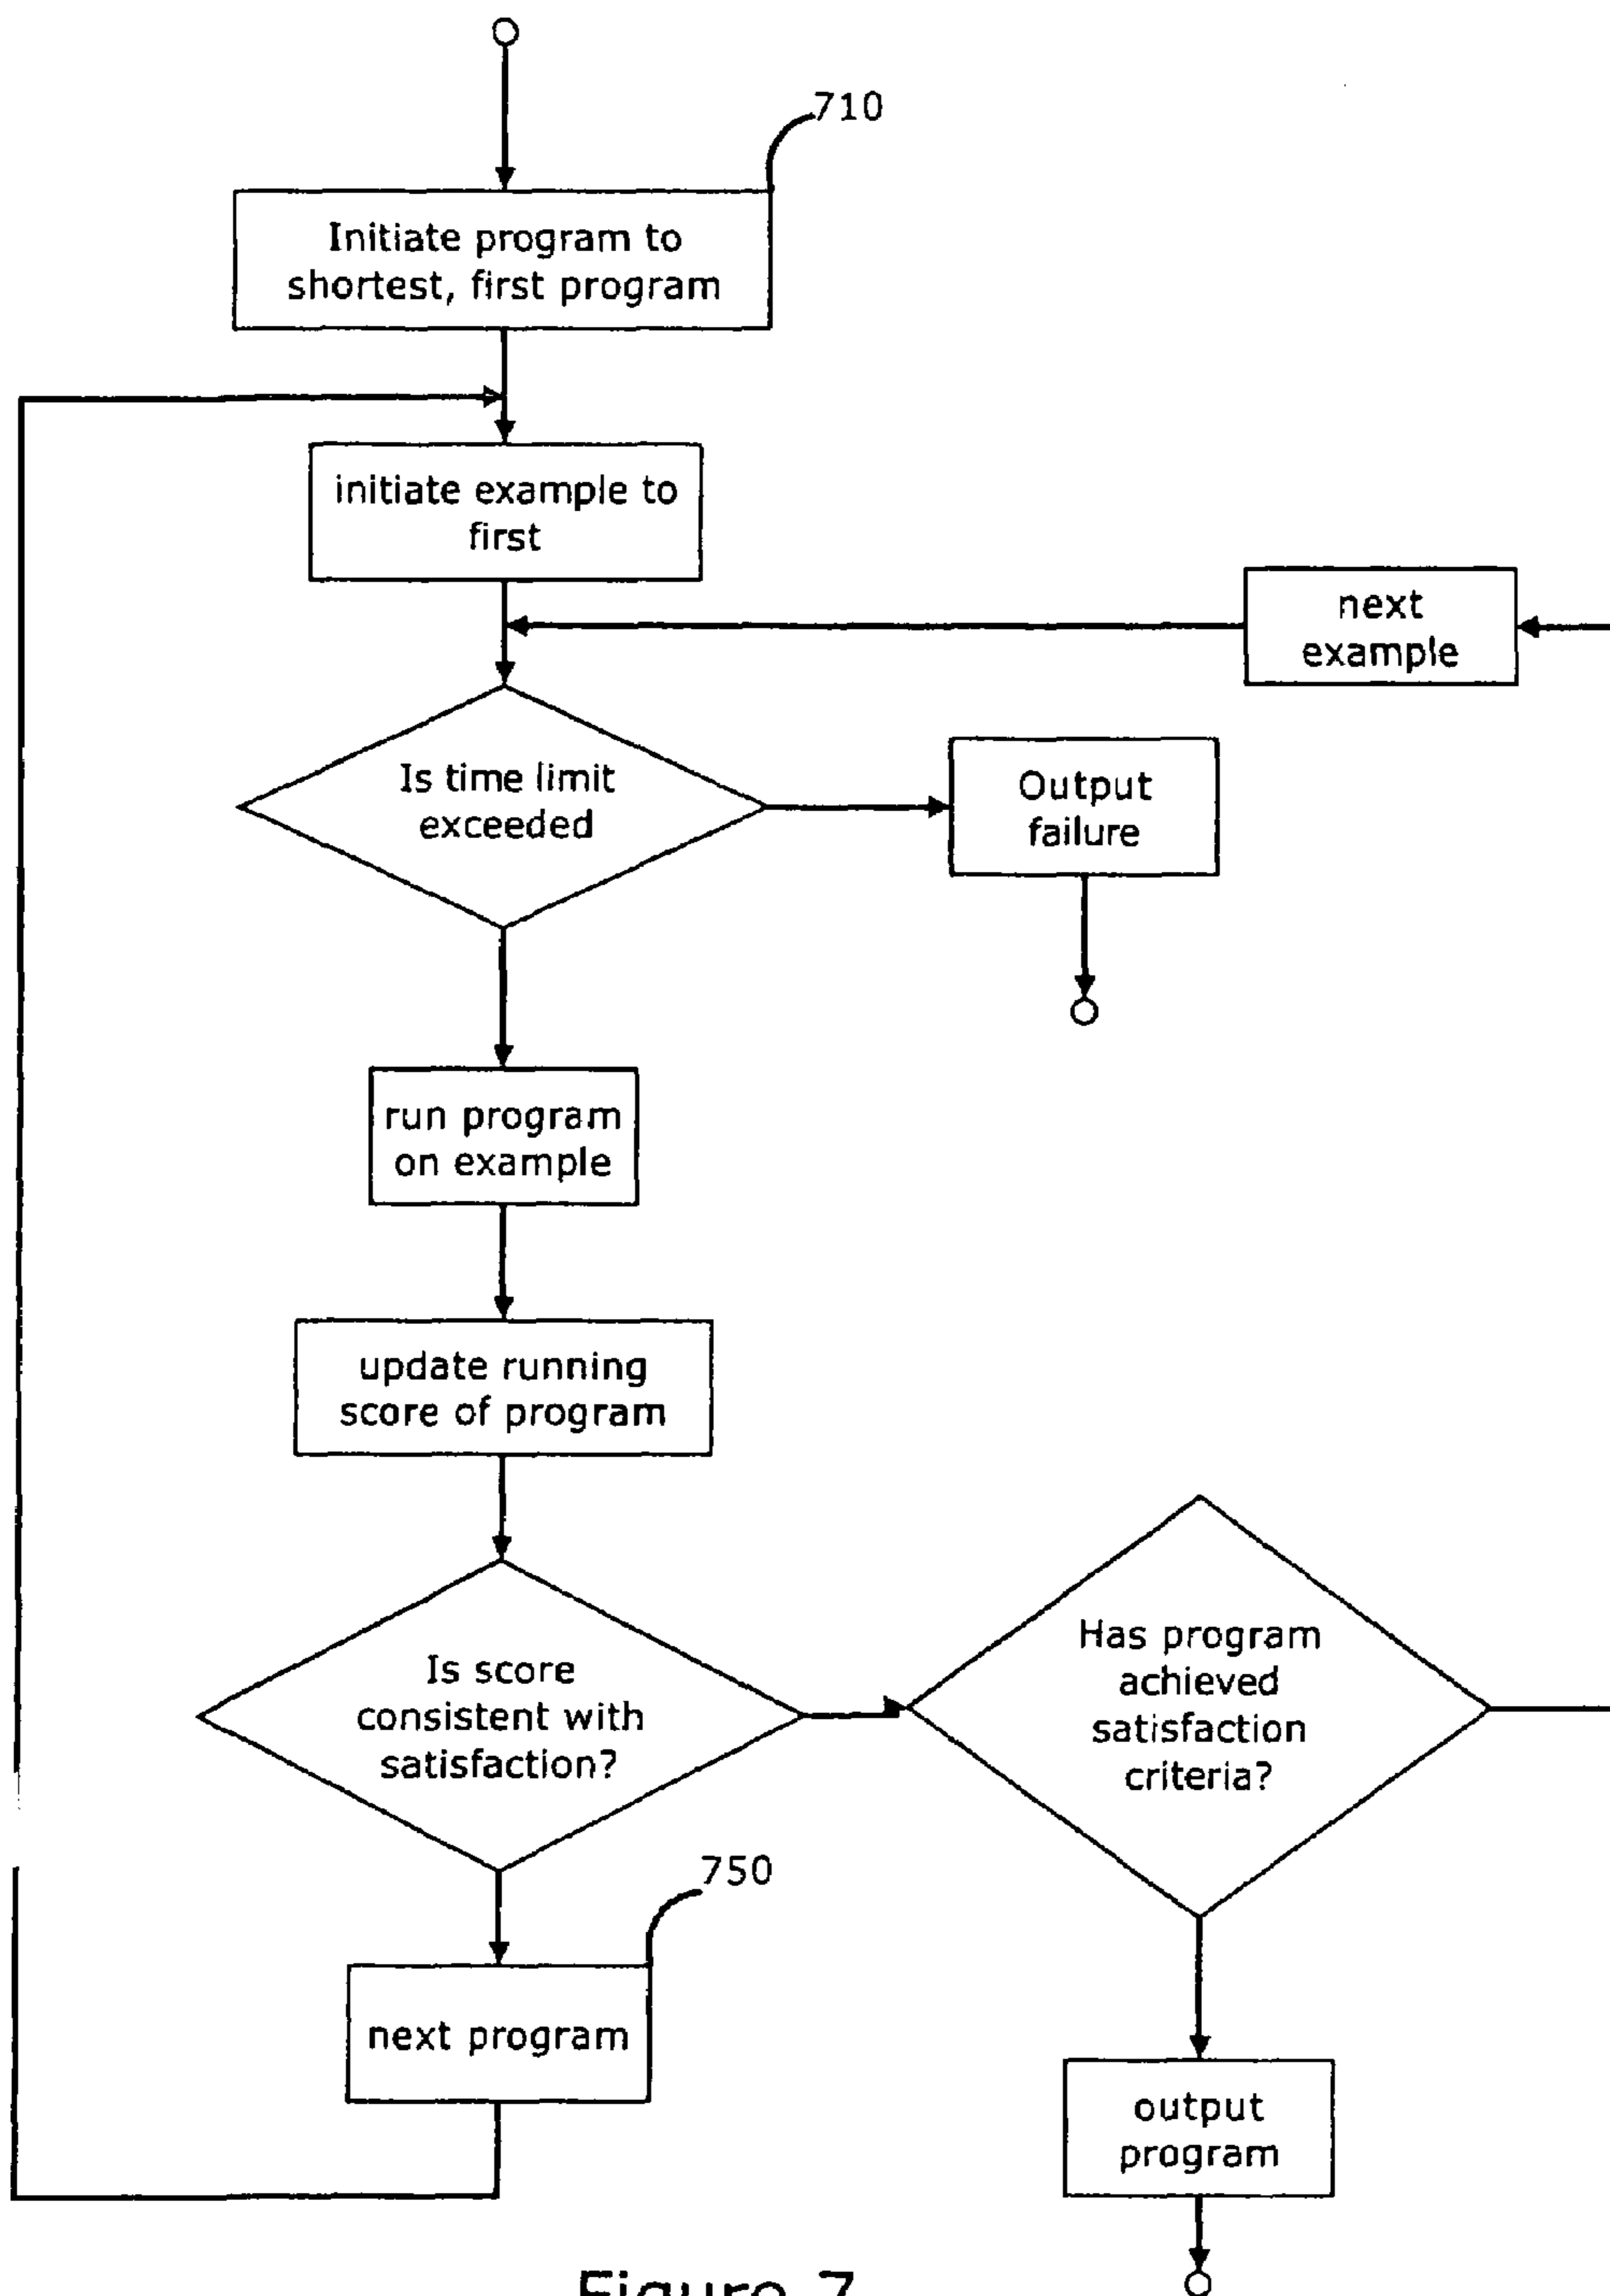 710
Initiate program to
shortest, first program
initiate example to
first
next
example
Is time limit
exceeded
Output
failure
run program
on example
update running
score of program
Is score
consistent with
satisfaction?
Has program
achieved
satisfaction
criteria?
750
next program
output
program
Figure 7